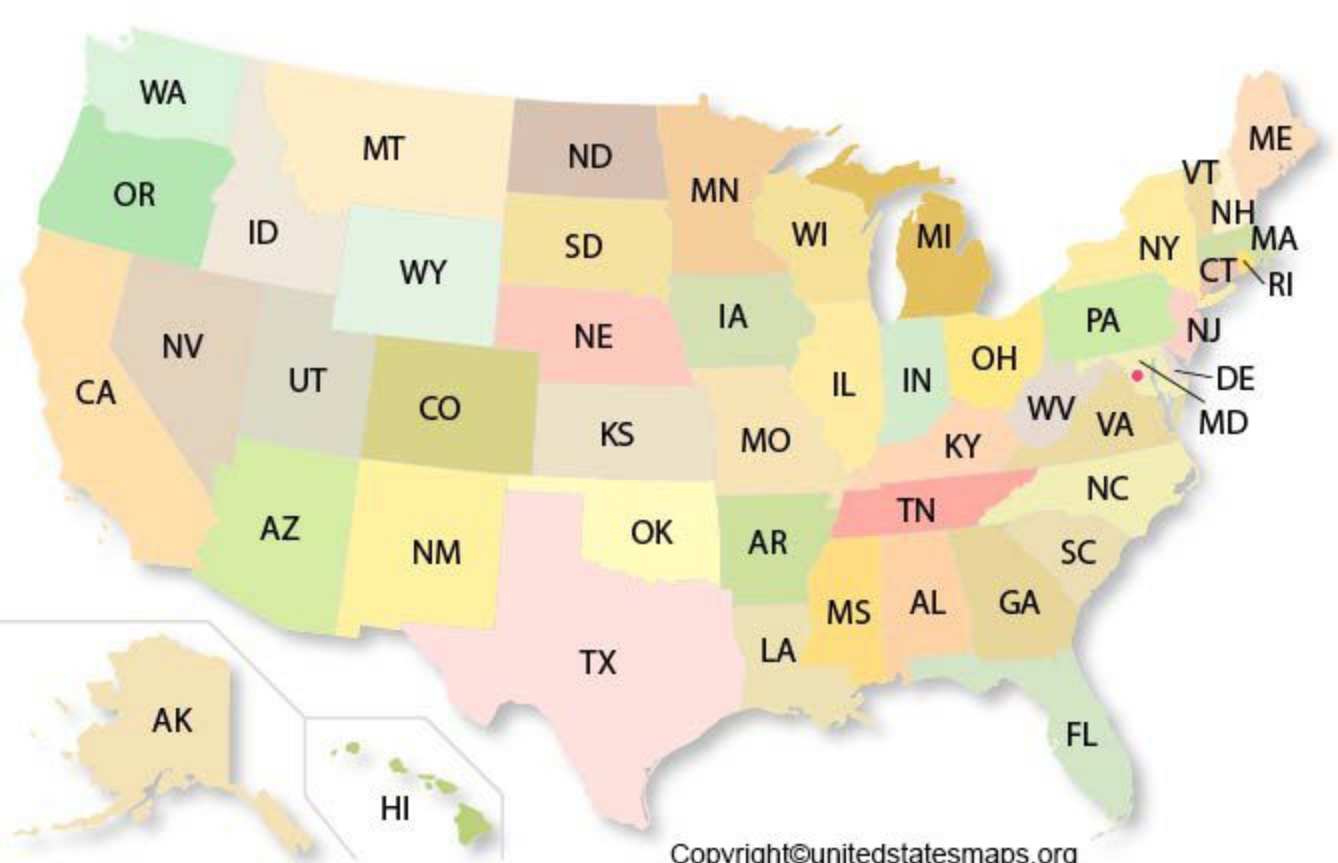 WA
MT
ND
MN
ME
VT
OR
ID
WY
SD
WI
MI
NY
NH
MA
CT
RI
NV
UT
CO
NE
IA
IL
IN
OH
PA
NJ
CA
KS
MO
KY
WV
VA
DE
MD
AZ
NM
OK
AR
TN
NC
SC
TX
LA
MS
AL
GA
FL
AK
HI
Copyright©unitedstatesmaps.org